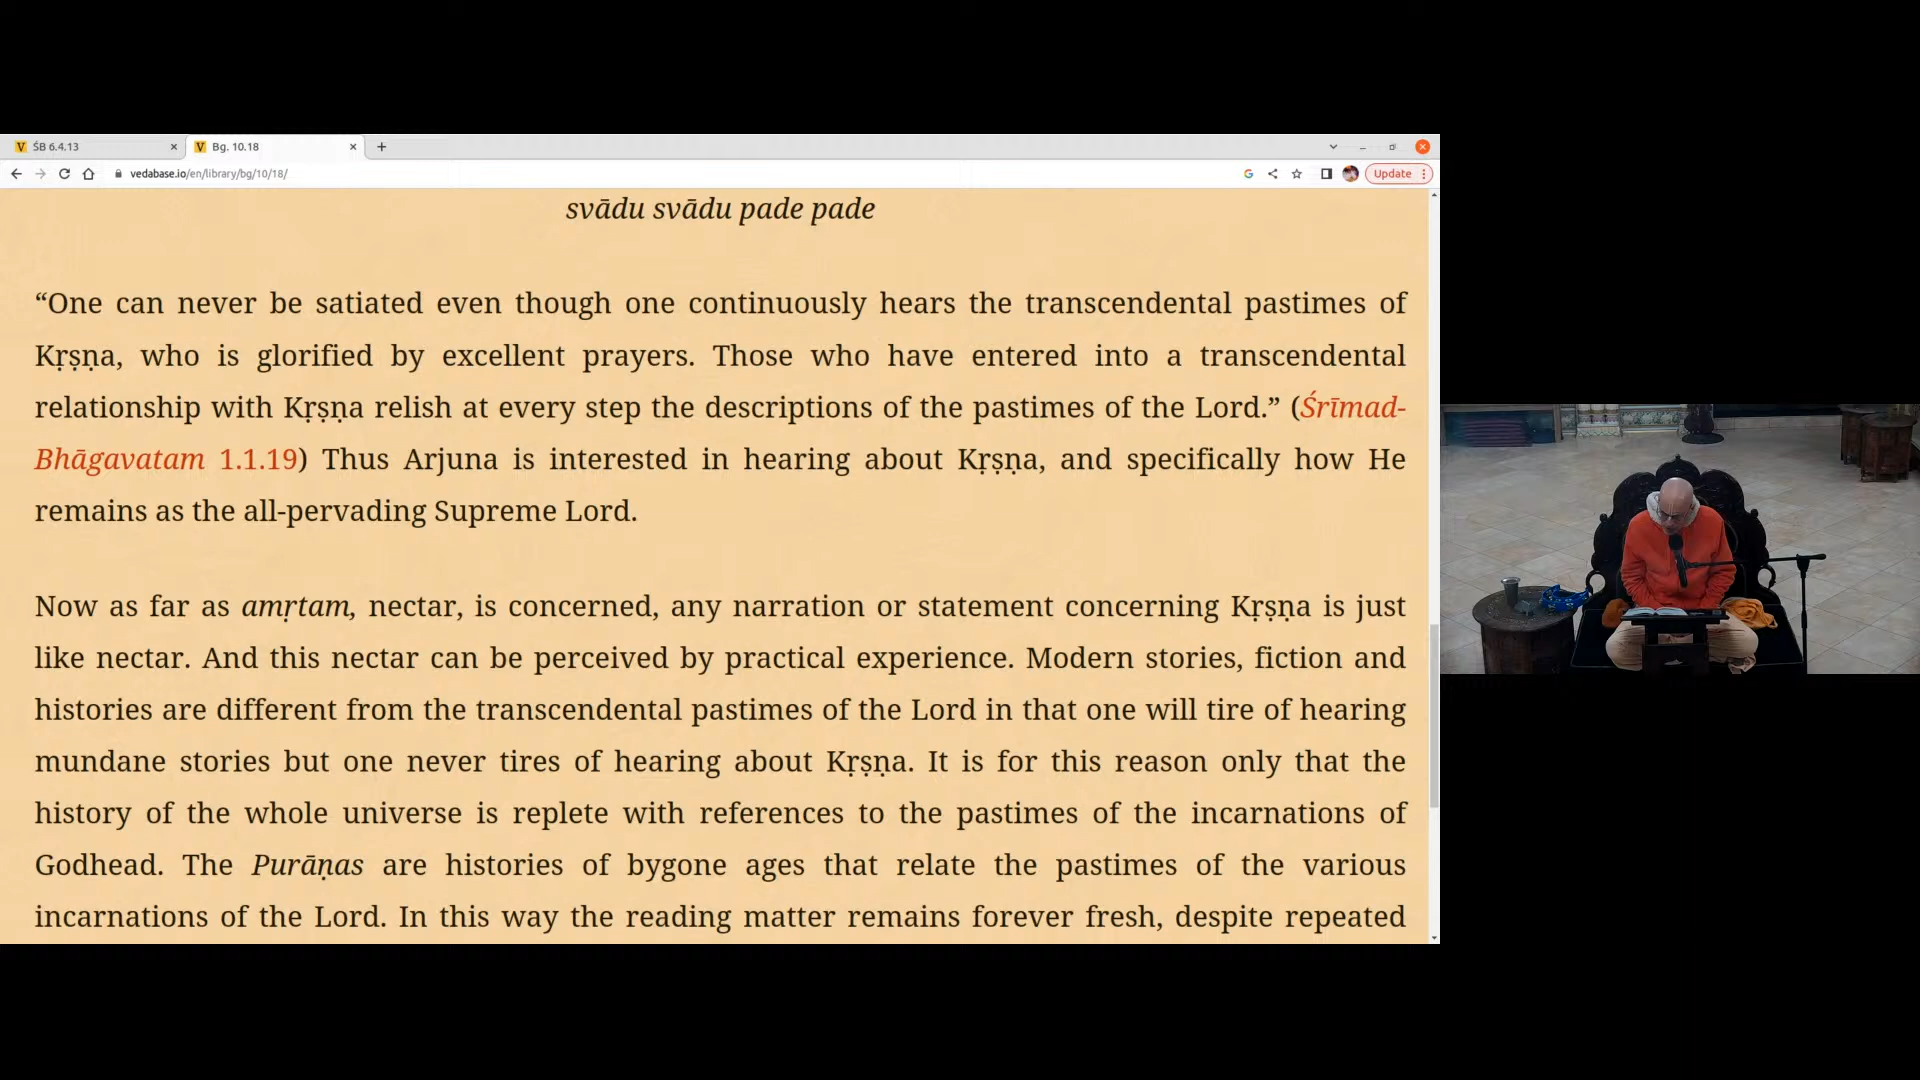 ŚB 6.4.13
Bg. 10.18
vedabase.io/en/library/bg/10/18/
Update
svādu svādu pade pade
“One can never be satiated even though one continuously hears the transcendental pastimes of
Kṛṣṇa, who is glorified by excellent prayers. Those who have entered into a transcendental
relationship with Kṛṣṇa relish at every step the descriptions of the pastimes of the Lord.” (Śrīmad-
Bhāgavatam 1.1.19) Thus Arjuna is interested in hearing about Kṛṣṇa, and specifically how He
remains as the all-pervading Supreme Lord.
Now as far as amṛtam, nectar, is concerned, any narration or statement concerning Kṛṣṇa is just
like nectar. And this nectar can be perceived by practical experience. Modern stories, fiction and
histories are different from the transcendental pastimes of the Lord in that one will tire of hearing
mundane stories but one never tires of hearing about Kṛṣṇa. It is for this reason only that the
history of the whole universe is replete with references to the pastimes of the incarnations of
Godhead. The Purāṇas are histories of bygone ages that relate the pastimes of the various
incarnations of the Lord. In this way the reading matter remains forever fresh, despite repeated